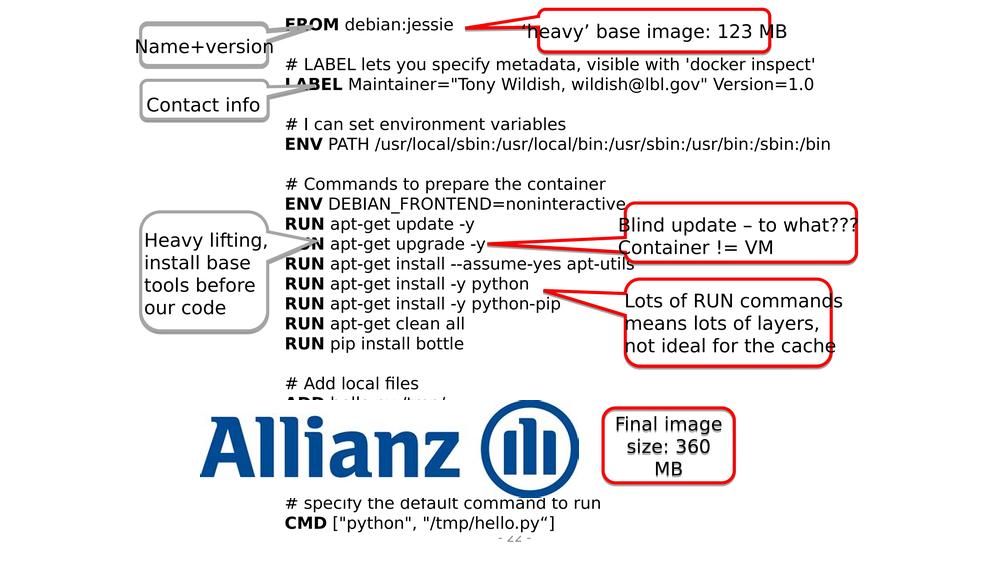 FROM debian:jessie
'heavy' base image: 123 MB
Name+version
# LABEL lets you specify metadata, visible with 'docker inspect'
LABEL Maintainer="Tony Wildish, wildish@lbl.gov" Version=1.0
Contact info
# I can set environment variables
ENV PATH /usr/local/sbin:/usr/local/bin:/usr/sbin:/usr/bin:/sbin:/bin
# Commands to prepare the container
ENV DEBIAN_FRONTEND=noninteractive
RUN apt-get update -y
RUN apt-get upgrade -y
RUN apt-get install --assume-yes apt-utils
RUN apt-get install -y python
RUN apt-get install -y python-pip
RUN apt-get clean all
RUN pip install bottle
Blind update – to what???
Container != VM
Heavy lifting,
install base
tools before
our code
Lots of RUN commands
means lots of layers,
not ideal for the cache
# Add local files
Allianz
Final image
size: 360
MB
# specify the default command to run
CMD ["python", "/tmp/hello.py“]
- 22 -